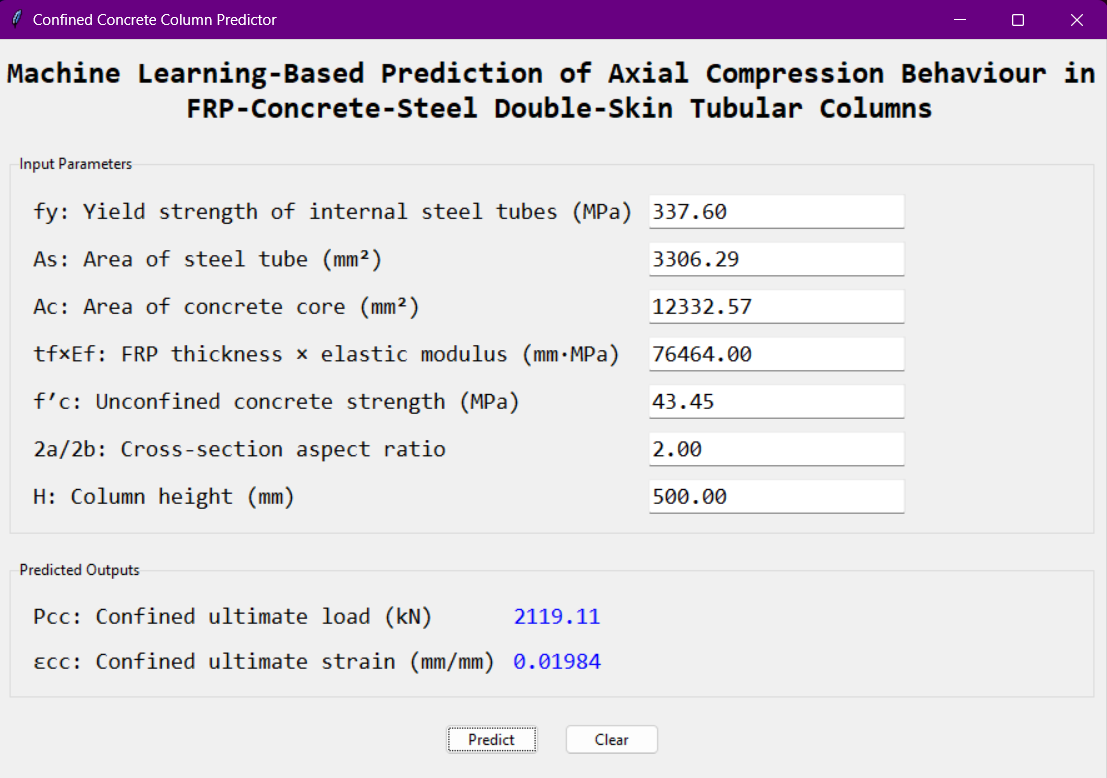 Confined Concrete Column Predictor
Machine Learning-Based Prediction of Axial Compression Behaviour in
FRP-Concrete-Steel Double-Skin Tubular Columns
Input Parameters
fy: Yield strength of internal steel tubes (MPa) 337.60
As: Area of steel tube (mm²) 3306.29
Ac: Area of concrete core (mm²) 12332.57
tf×Ef: FRP thickness × elastic modulus (mm·MPa) 76464.00
f’c: Unconfined concrete strength (MPa) 43.45
2a/2b: Cross-section aspect ratio 2.00
H: Column height (mm) 500.00
Predicted Outputs
Pcc: Confined ultimate load (kN) 2119.11
εcc: Confined ultimate strain (mm/mm) 0.01984
Predict Clear